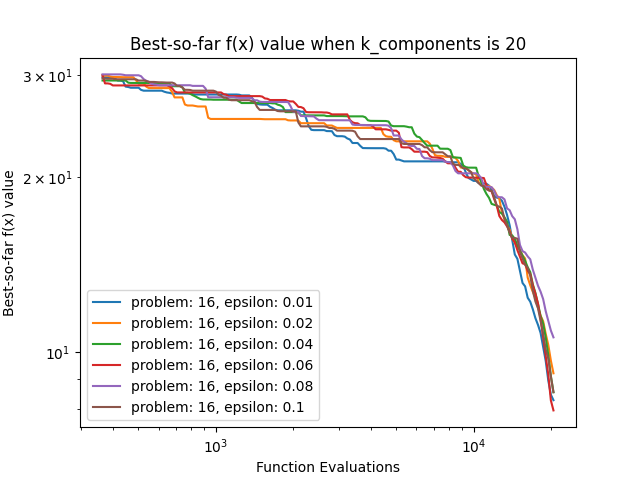 Best-so-far f(x) value when k_components is 20
Best-so-far f(x) value
3 × 10¹
2 × 10¹
10¹
problem: 16, epsilon: 0.01
problem: 16, epsilon: 0.02
problem: 16, epsilon: 0.04
problem: 16, epsilon: 0.06
problem: 16, epsilon: 0.08
problem: 16, epsilon: 0.1
10³
10⁴
Function Evaluations